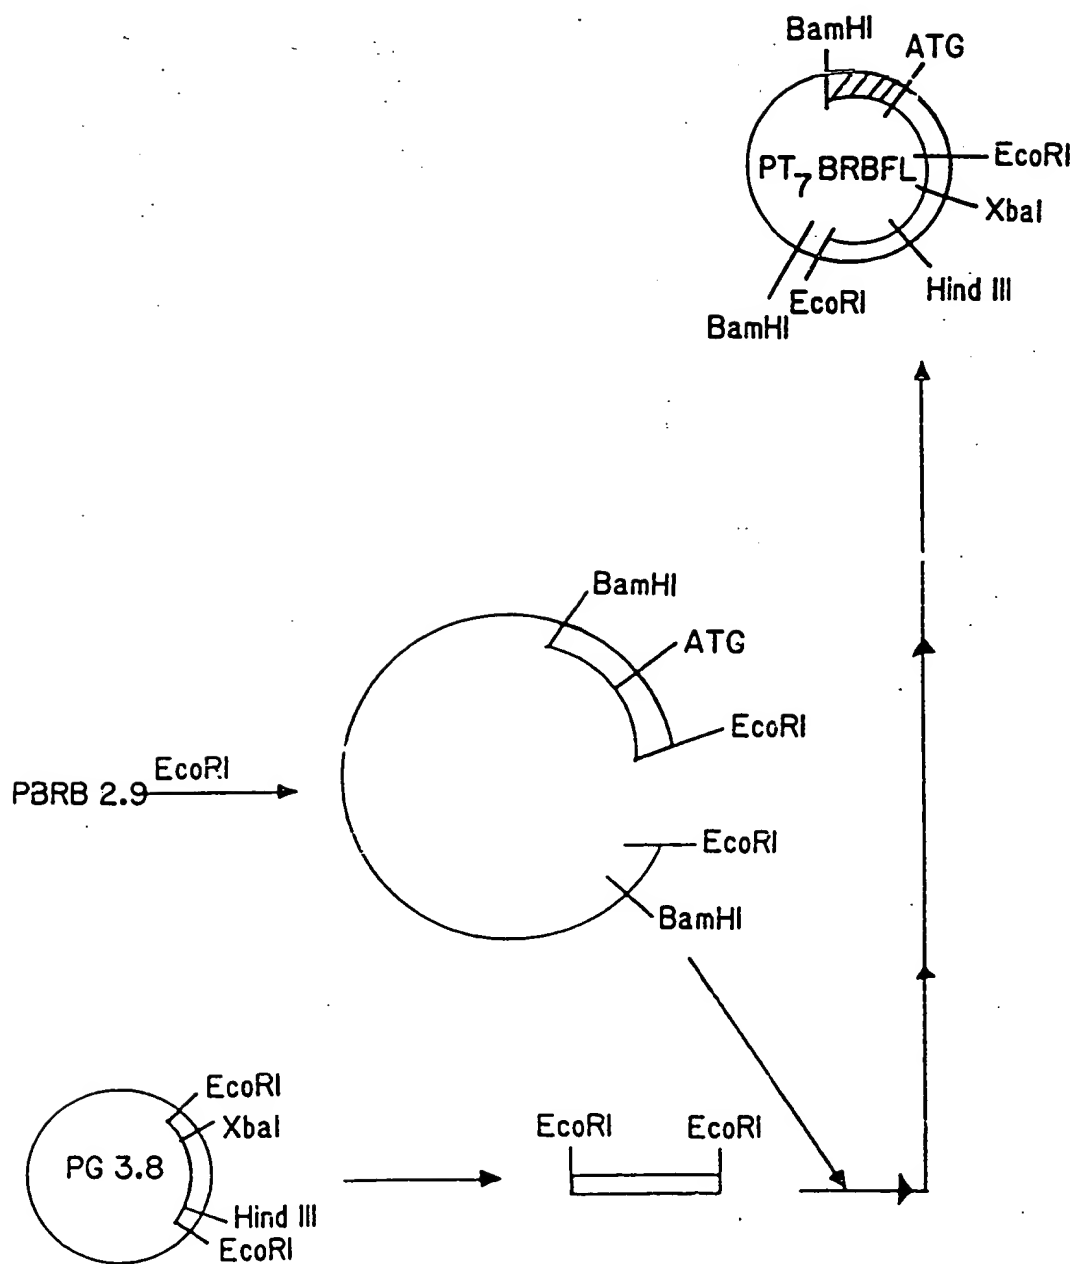 BamHI
ATG
PT7 BRBFL
EcoRI
XbaI
Hind III
EcoRI
BamHI
BamHI
ATG
EcoRI
EcoRI
PBRB 2.9
EcoRI
BamHI
EcoRI
XbaI
PG 3.8
Hind III
EcoRI
EcoRI
EcoRI